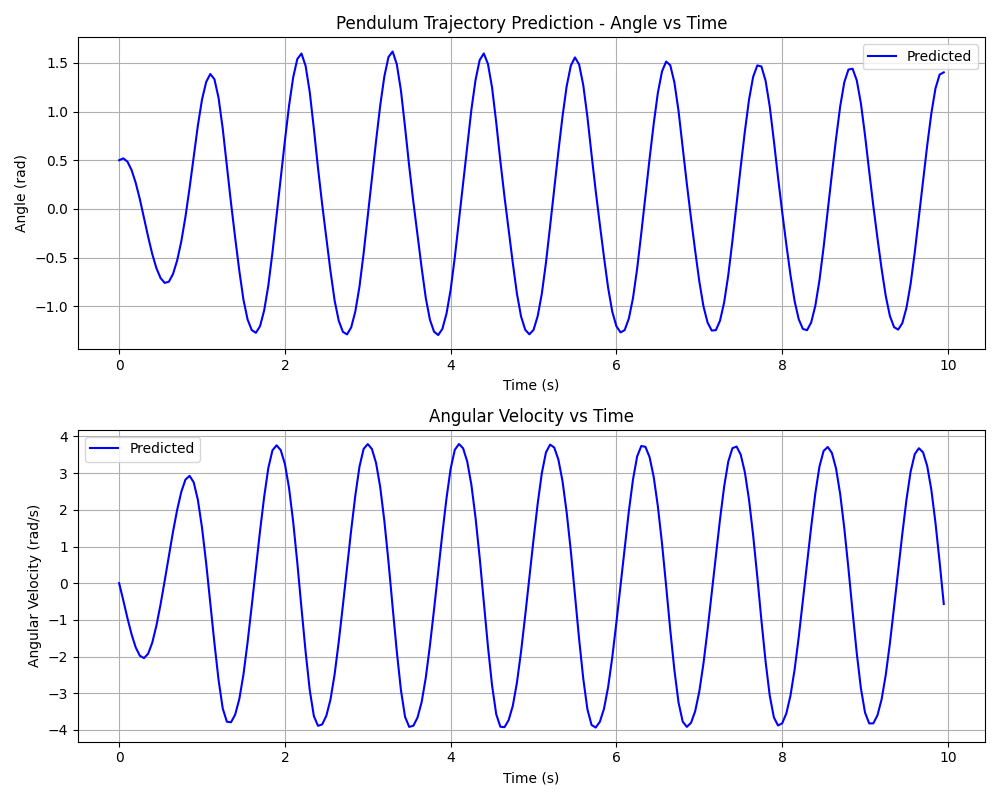 Pendulum Trajectory Prediction - Angle vs Time
Predicted
1.5
1.0
0.5
0.0
−0.5
−1.0
Angle (rad)
0 2 4 6 8 10
Time (s)
Angular Velocity vs Time
Predicted
4
3
2
1
0
−1
−2
−3
−4
Angular Velocity (rad/s)
0 2 4 6 8 10
Time (s)